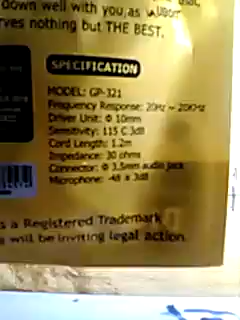 down well with you, as
rves nothing but THE BEST.
SPECIFICATION
MODEL: GP-321
Frequency Response: 20Hz ~ 20KHz
Driver Unit: Φ 10mm
Sensitivity: 115 C 3dB
Cord Length: 1.2m
Impedance: 30 ohms
Connector: Φ 3.5mm audio jack
Microphone: -48 ± 3dB
s a Registered Trademark
e will be inviting legal action.